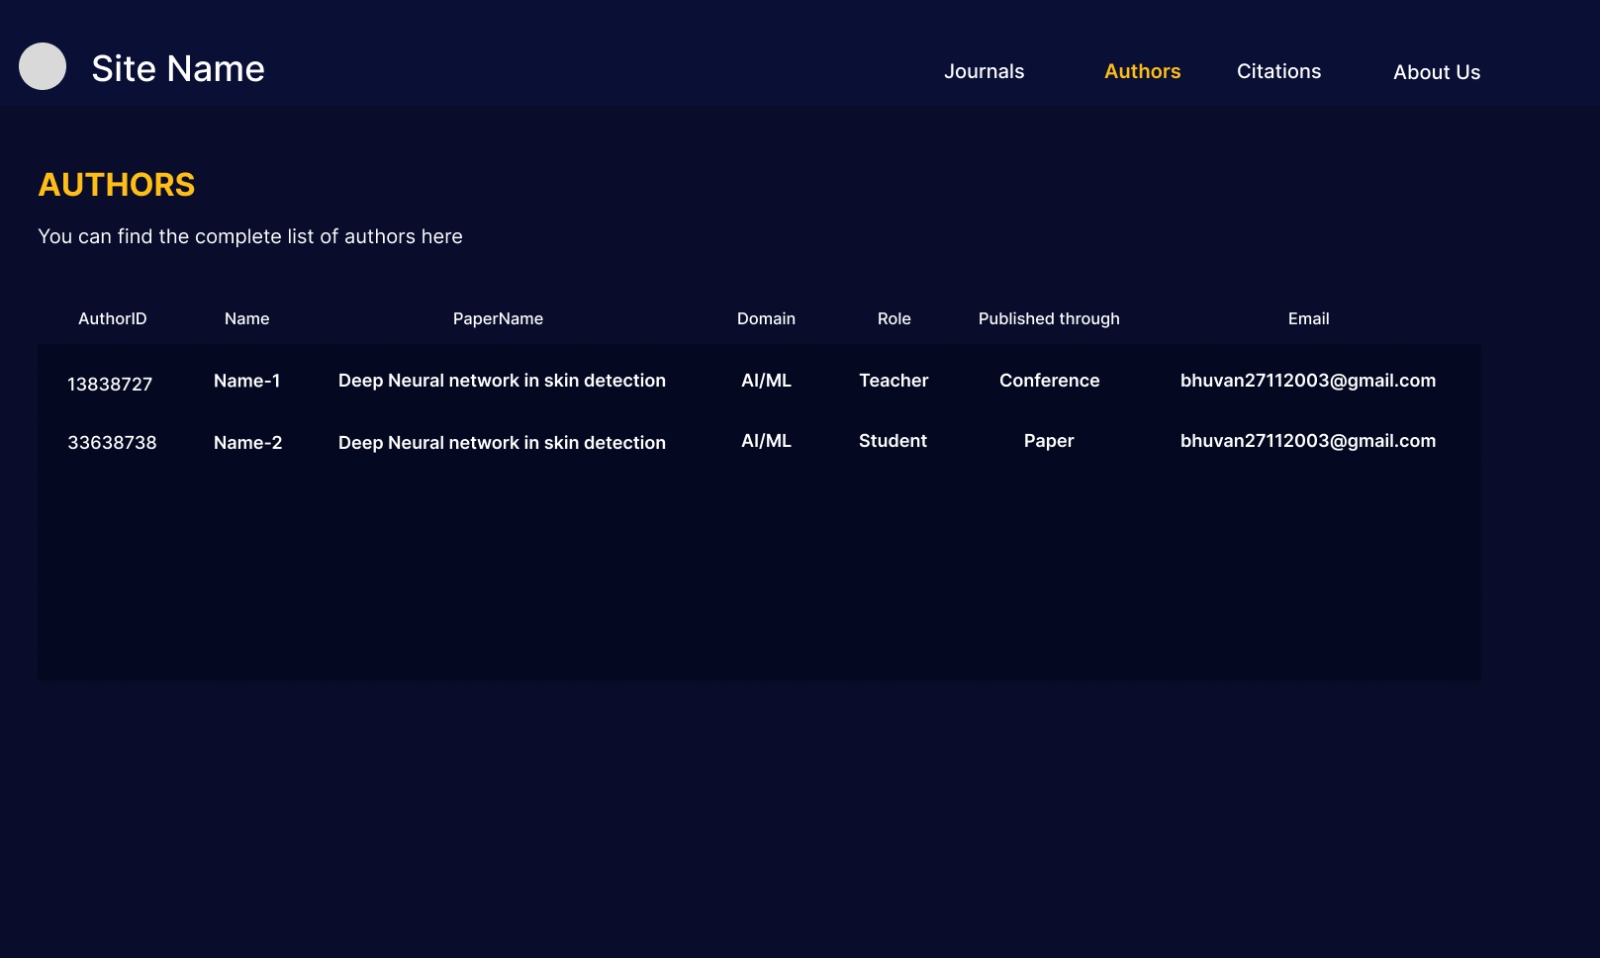 Site Name Journals Authors Citations About Us
AUTHORS
You can find the complete list of authors here
AuthorID Name PaperName Domain Role Published through Email
13838727 Name-1 Deep Neural network in skin detection AI/ML Teacher Conference bhuvan27112003@gmail.com
33638738 Name-2 Deep Neural network in skin detection AI/ML Student Paper bhuvan27112003@gmail.com